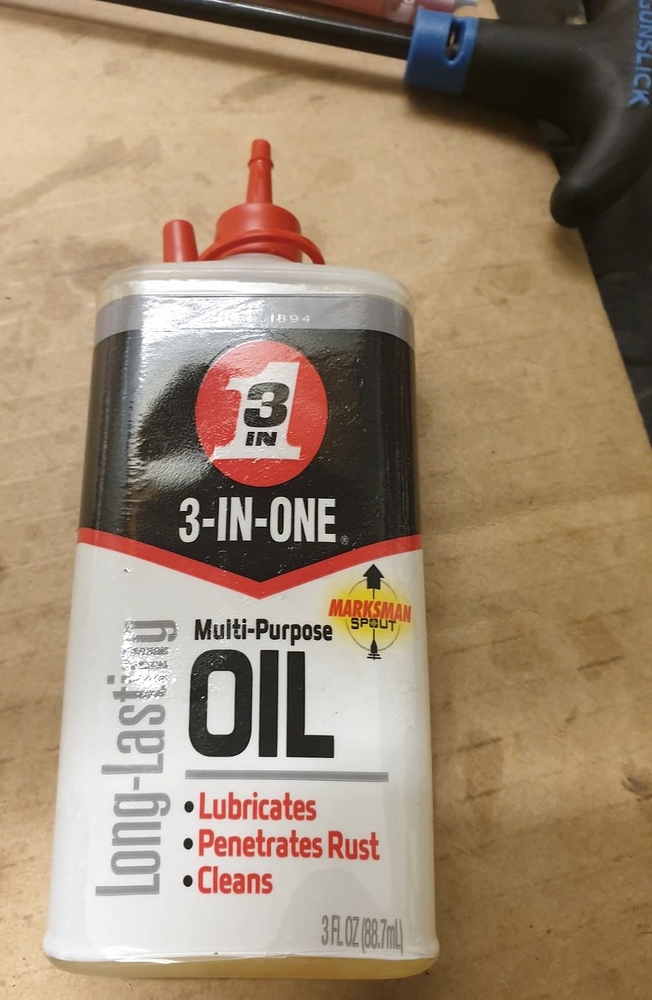 GUNSLICK
1894
3
IN
1
3-IN-ONE®
MARKSMAN
SPOUT
Multi-Purpose
OIL
Long-Lasting
•Lubricates
•Penetrates Rust
•Cleans
3 FL OZ (88.7mL)